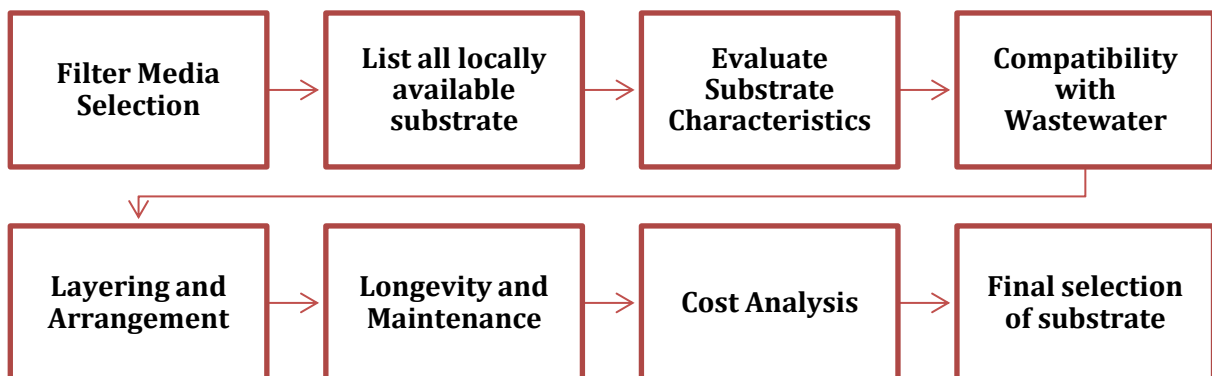 Filter Media
Selection
List all locally
available
substrate
Evaluate
Substrate
Characteristics
Compatibility
with
Wastewater
Layering and
Arrangement
Longevity and
Maintenance
Cost Analysis
Final selection
of substrate